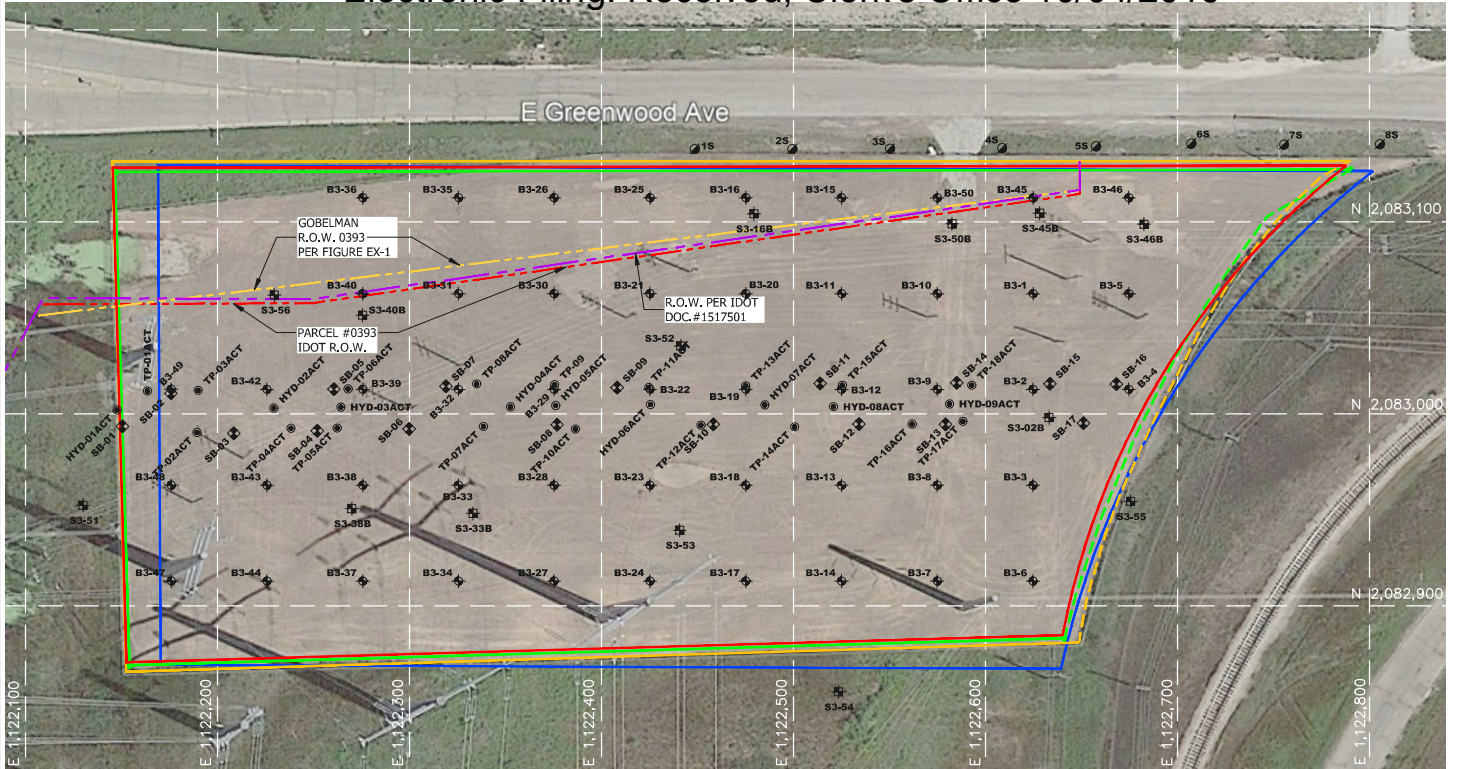 Electronic Filing: Received, Clerk's Office 10/04/2018
E Greenwood Ave
1S
2S
3S
4S
5S
6S
7S
8S
B3-36
B3-35
B3-26
B3-25
B3-16
B3-15
B3-50
B3-45
B3-46
S3-16B
S3-50B
S3-45B
S3-46B
N 2,083,100
GOBELMAN
R.O.W. 0393
PER FIGURE EX-1
B3-40
B3-31
B3-30
B3-21
B3-20
B3-11
B3-10
B3-1
B3-5
S3-56
S3-40B
R.O.W. PER IDOT
DOC.#1517501
PARCEL #0393
IDOT R.O.W.
S3-52
TP-01ACT
B3-49
TP-03ACT
B3-42
HYD-02ACT
SB-05
TP-06ACT
B3-39
SB-07
B3-32
TP-08ACT
HYD-04ACT
TP-09
B3-29
HYD-05ACT
SB-09
TP-11ACT
B3-22
TP-13ACT
B3-19
HYD-07ACT
SB-11
TP-15ACT
B3-12
B3-9
SB-14
TP-18ACT
B3-2
SB-15
SB-16
B3-4
HYD-01ACT
SB-01
SB-02
HYD-03ACT
HYD-06ACT
HYD-08ACT
HYD-09ACT
S3-02B
N 2,083,000
TP-02ACT
SB-03
TP-04ACT
SB-04
TP-05ACT
SB-06
TP-07ACT
SB-08
TP-10ACT
TP-12ACT
SB-10
TP-14ACT
SB-12
TP-16ACT
SB-13
TP-17ACT
SB-17
B3-48
B3-43
B3-38
B3-33
B3-28
B3-23
B3-18
B3-13
B3-8
B3-3
S3-51
S3-38B
S3-33B
S3-53
S3-55
B3-47
B3-44
B3-37
B3-34
B3-27
B3-24
B3-17
B3-14
B3-7
B3-6
N 2,082,900
S3-54
E 1,122,100
E 1,122,200
E 1,122,300
E 1,122,400
E 1,122,500
E 1,122,600
E 1,122,700
E 1,122,800